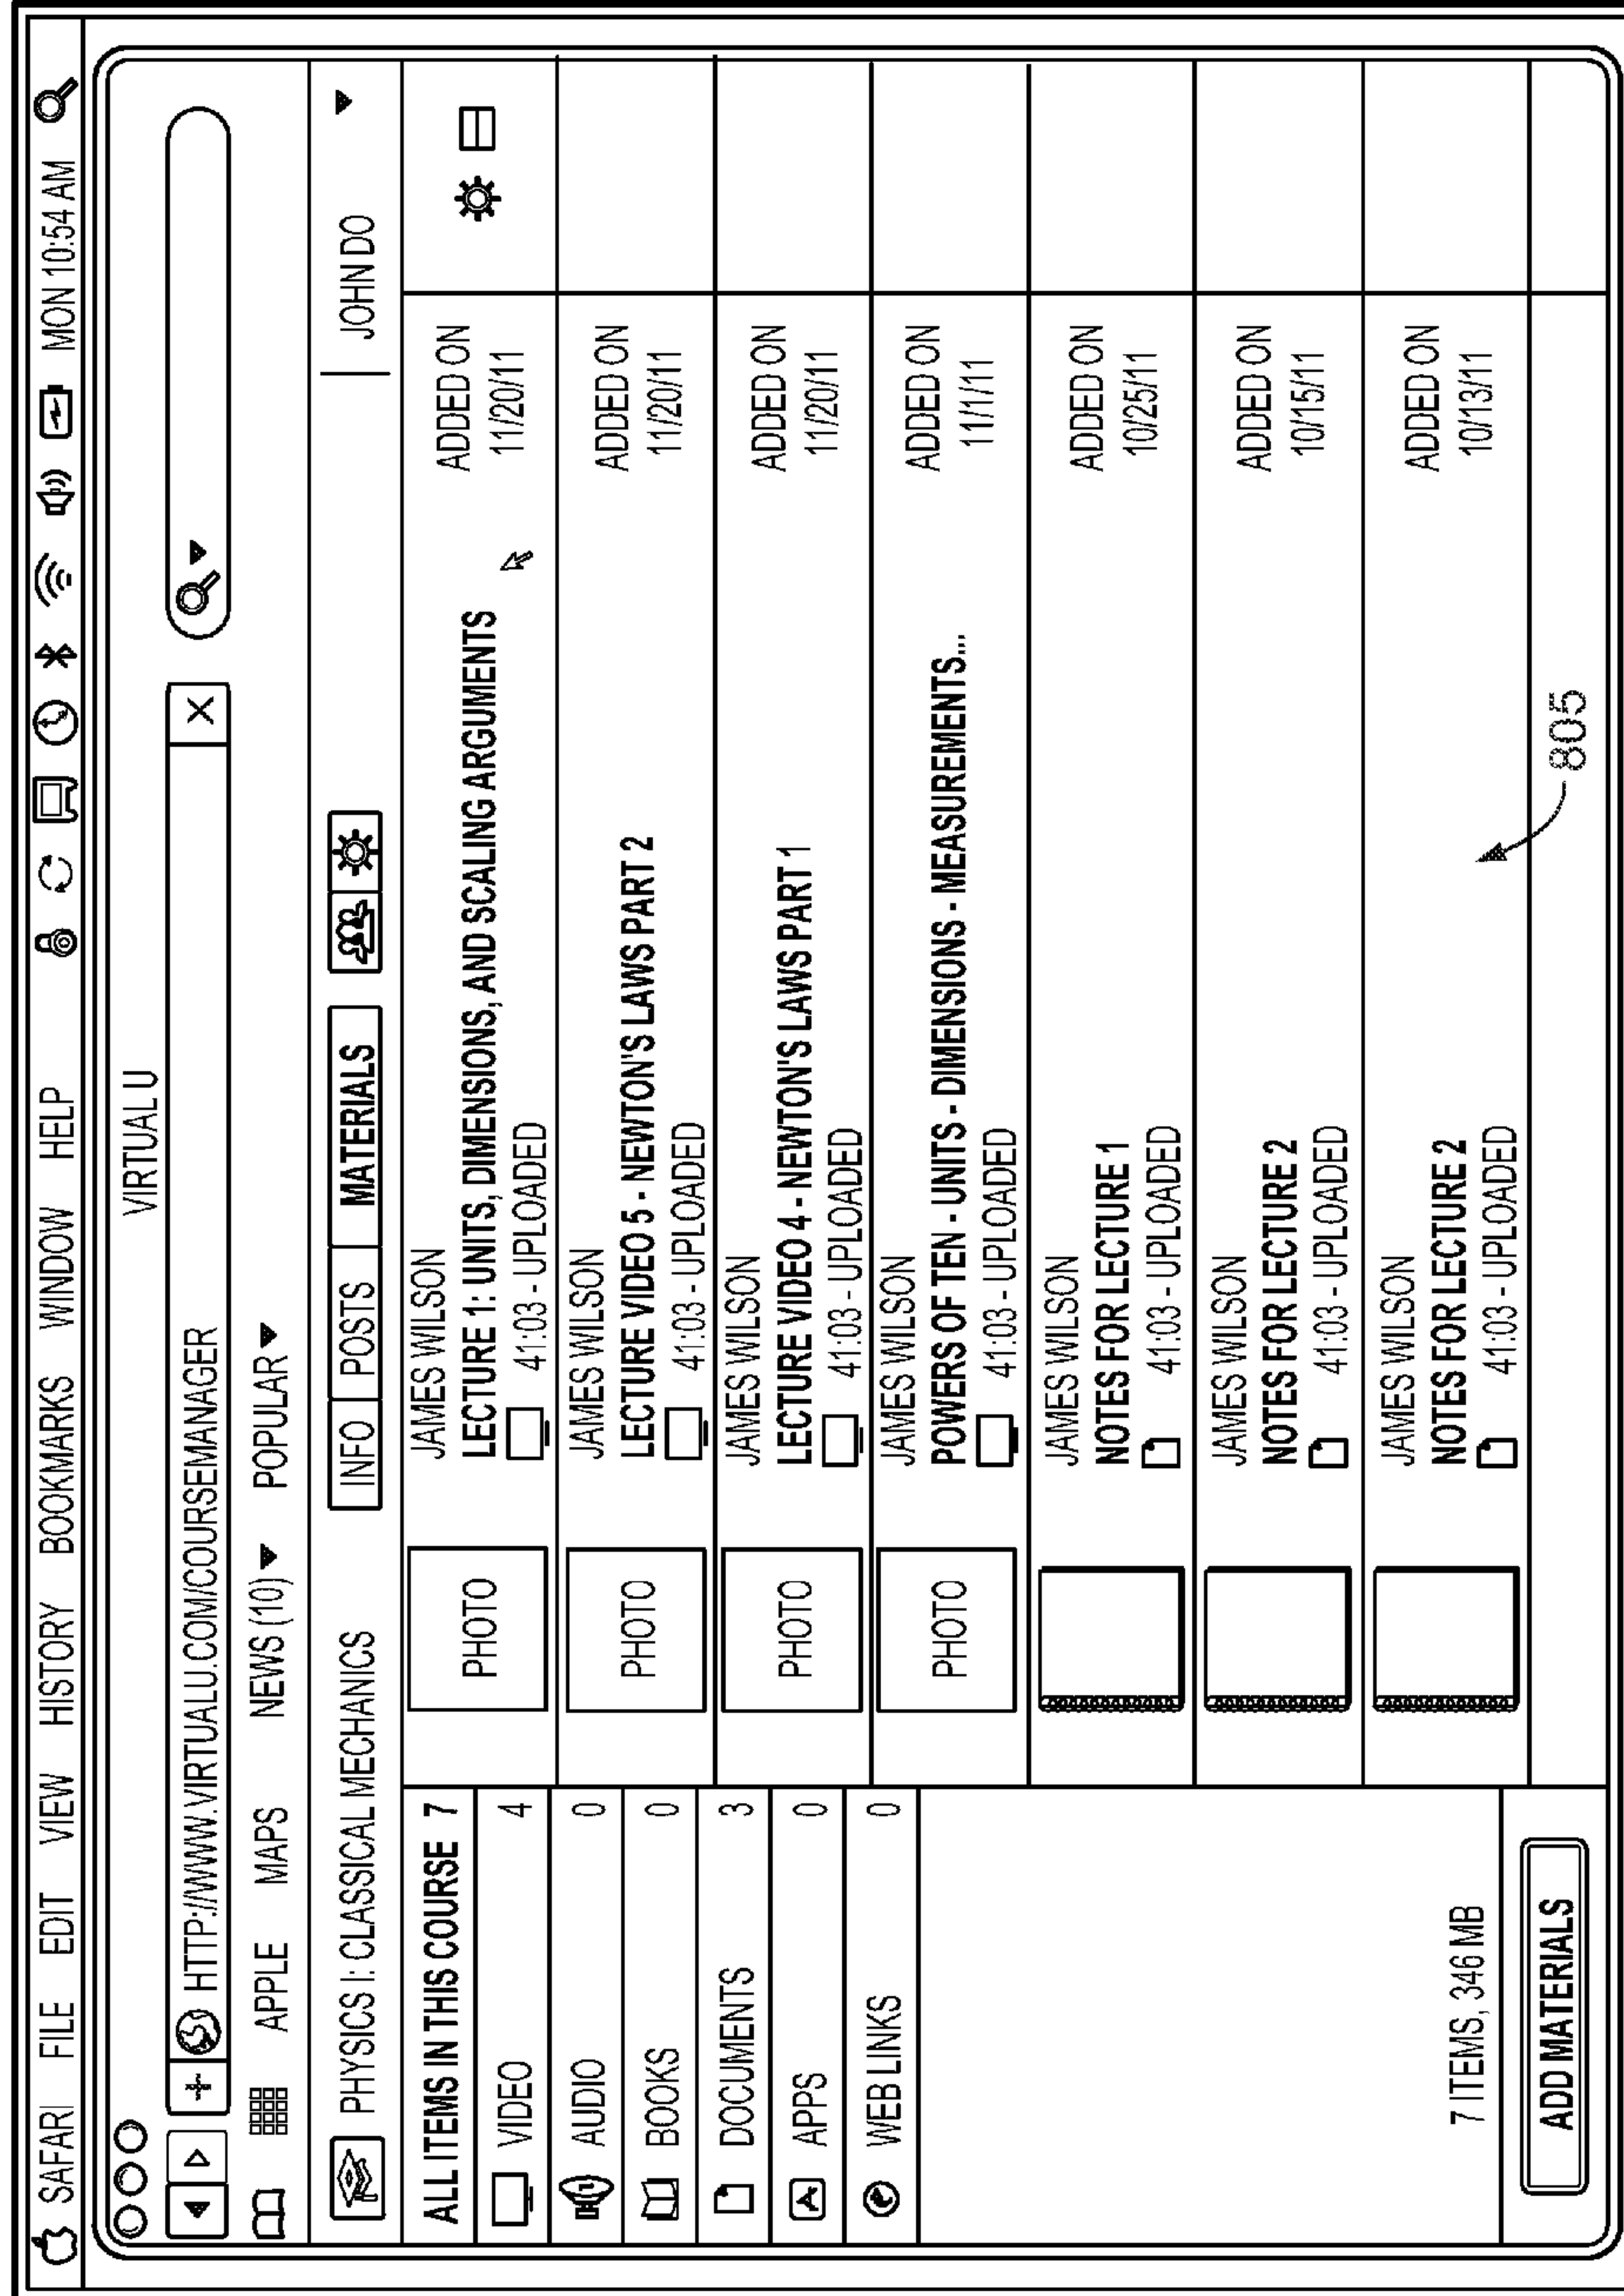 SAFARI FILE EDIT VIEW HISTORY BOOKMARKS WINDOW HELP MON 10:54 AM
VIRTUAL U
+ HTTP://WWW.VIRTUALU.COM/COURSEMANAGER X
APPLE MAPS NEWS (10) POPULAR
PHYSICS I: CLASSICAL MECHANICS INFO POSTS MATERIALS JOHN DO
ALL ITEMS IN THIS COURSE 7
VIDEO 4
AUDIO 0
BOOKS 0
DOCUMENTS 3
APPS 0
WEB LINKS 0
7 ITEMS, 346 MB
ADD MATERIALS
PHOTO
JAMES WILSON
LECTURE 1: UNITS, DIMENSIONS, AND SCALING ARGUMENTS
41:03 - UPLOADED
ADDED ON
11/20/11
PHOTO
JAMES WILSON
LECTURE VIDEO 5 - NEWTON'S LAWS PART 2
41:03 - UPLOADED
ADDED ON
11/20/11
PHOTO
JAMES WILSON
LECTURE VIDEO 4 - NEWTON'S LAWS PART 1
41:03 - UPLOADED
ADDED ON
11/20/11
PHOTO
JAMES WILSON
POWERS OF TEN - UNITS - DIMENSIONS - MEASUREMENTS...
41:03 - UPLOADED
ADDED ON
11/1/11
JAMES WILSON
NOTES FOR LECTURE 1
41:03 - UPLOADED
ADDED ON
10/25/11
JAMES WILSON
NOTES FOR LECTURE 2
41:03 - UPLOADED
ADDED ON
10/15/11
JAMES WILSON
NOTES FOR LECTURE 2
41:03 - UPLOADED
ADDED ON
10/13/11
805